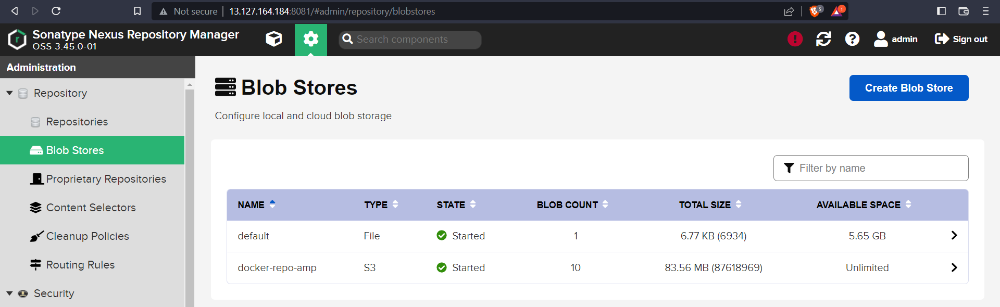 Not secure | 13.127.164.184:8081/#admin/repository/blobstores
5
1
Sonatype Nexus Repository Manager
OSS 3.45.0-01
Search components
admin
Sign out
Administration
Repository
Repositories
Blob Stores
Proprietary Repositories
Content Selectors
Cleanup Policies
Routing Rules
Security
Blob Stores
Create Blob Store
Configure local and cloud blob storage
Filter by name
NAME TYPE STATE BLOB COUNT TOTAL SIZE AVAILABLE SPACE
default File Started 1 6.77 KB (6934) 5.65 GB
docker-repo-amp S3 Started 10 83.56 MB (87618969) Unlimited